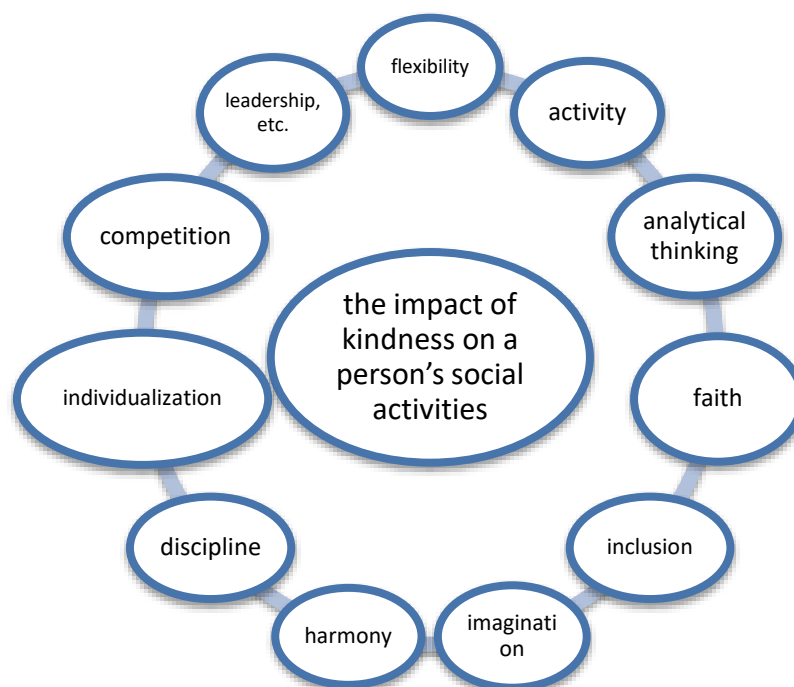 flexibility
activity
analytical
thinking
faith
inclusion
imaginati
on
harmony
discipline
individualization
competition
leadership,
etc.
the impact of
kindness on a
person’s social
activities